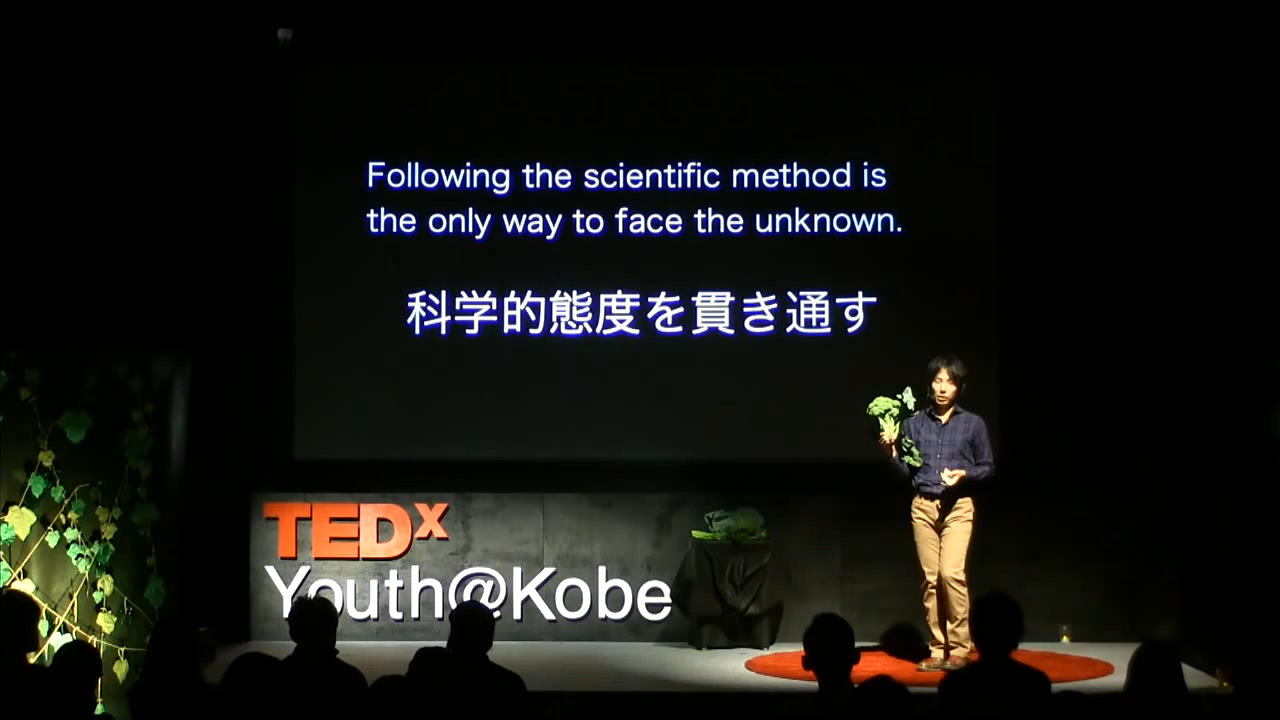 Following the scientific method is
the only way to face the unknown.
科学的態度を貫き通す
TEDx
Youth@Kobe